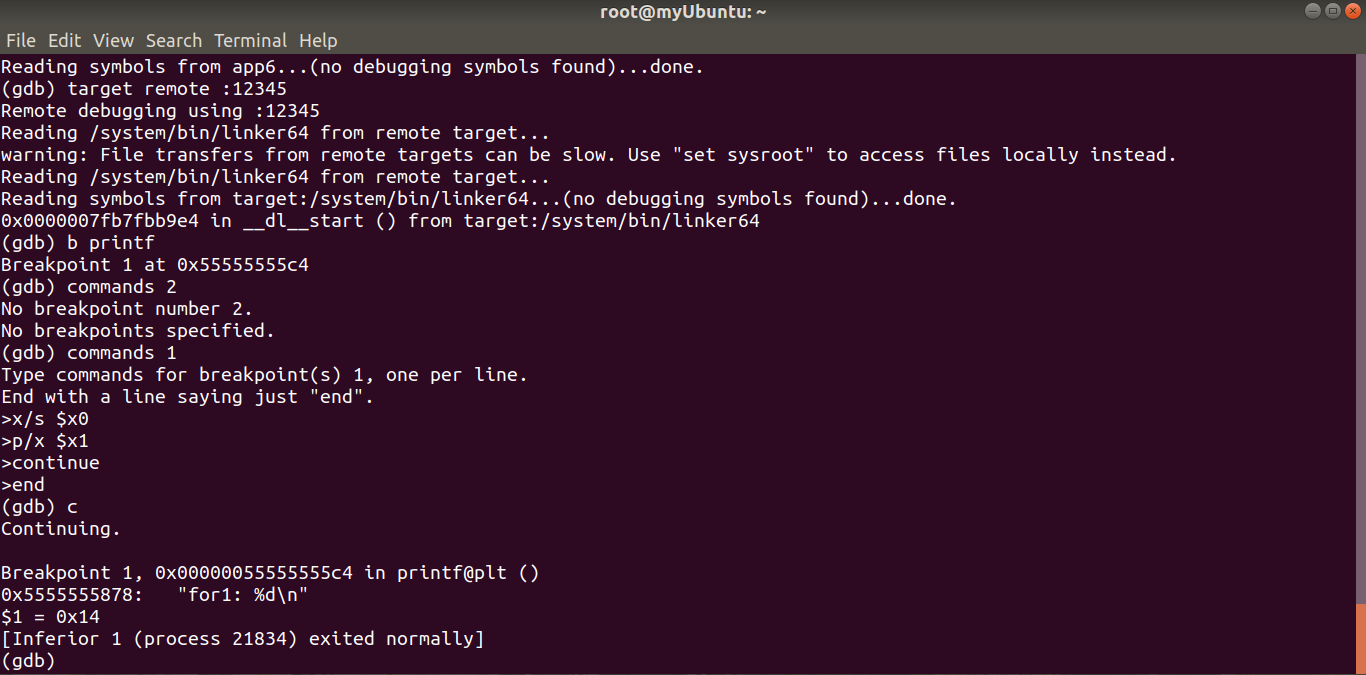 root@myUbuntu: ~
File Edit View Search Terminal Help
Reading symbols from app6...(no debugging symbols found)...done.
(gdb) target remote :12345
Remote debugging using :12345
Reading /system/bin/linker64 from remote target...
warning: File transfers from remote targets can be slow. Use "set sysroot" to access files locally instead.
Reading /system/bin/linker64 from remote target...
Reading symbols from target:/system/bin/linker64...(no debugging symbols found)...done.
0x0000007fb7fbb9e4 in __dl__start () from target:/system/bin/linker64
(gdb) b printf
Breakpoint 1 at 0x55555555c4
(gdb) commands 2
No breakpoint number 2.
No breakpoints specified.
(gdb) commands 1
Type commands for breakpoint(s) 1, one per line.
End with a line saying just "end".
>x/s $x0
>p/x $x1
>continue
>end
(gdb) c
Continuing.
Breakpoint 1, 0x00000055555555c4 in printf@plt ()
0x5555555878:   "for1: %d\n"
$1 = 0x14
[Inferior 1 (process 21834) exited normally]
(gdb)